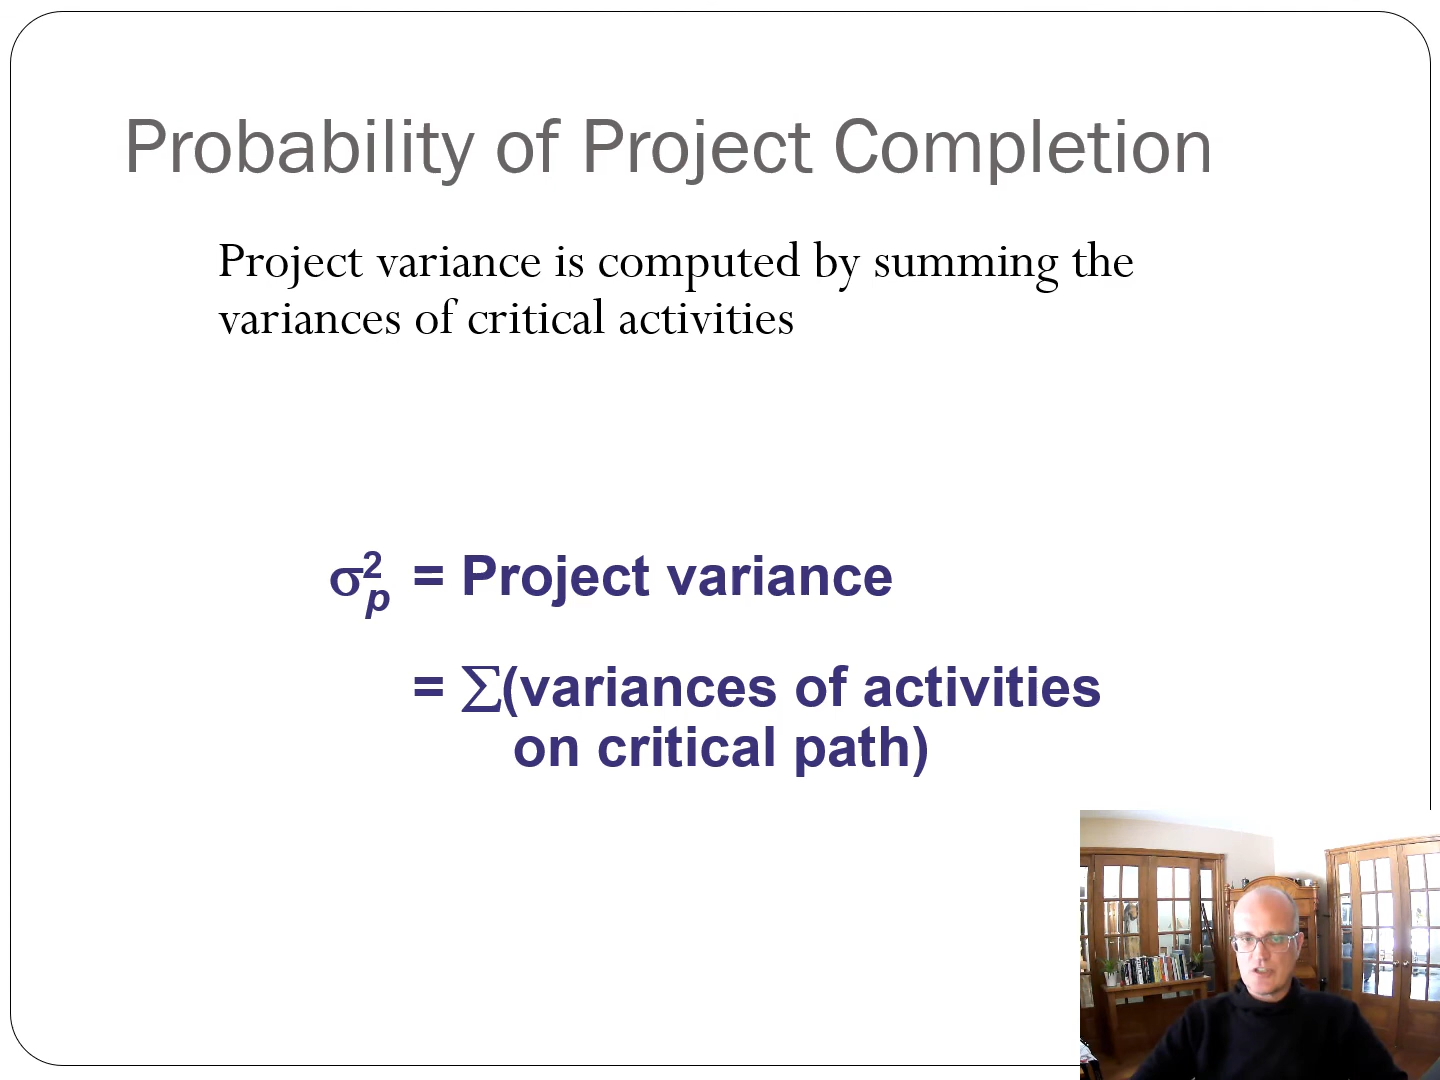 Probability of Project Completion
Project variance is computed by summing the
variances of critical activities
σ²ₚ = Project variance
= ∑(variances of activities
on critical path)